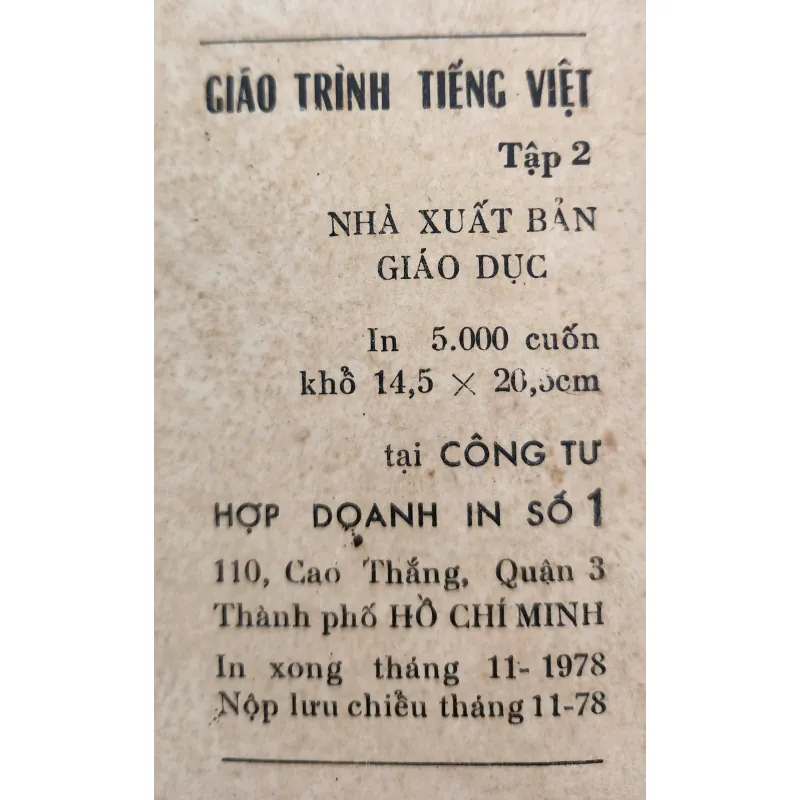 GIÁO TRÌNH TIẾNG VIỆT
Tập 2
NHÀ XUẤT BẢN
GIÁO DỤC
In 5.000 cuốn
khổ 14,5 × 20,5cm
tại CÔNG TƯ
HỢP DOANH IN SỐ 1
110, Cao Thắng, Quận 3
Thành phố HỒ CHÍ MINH
In xong tháng 11-1978
Nộp lưu chiểu tháng 11-78